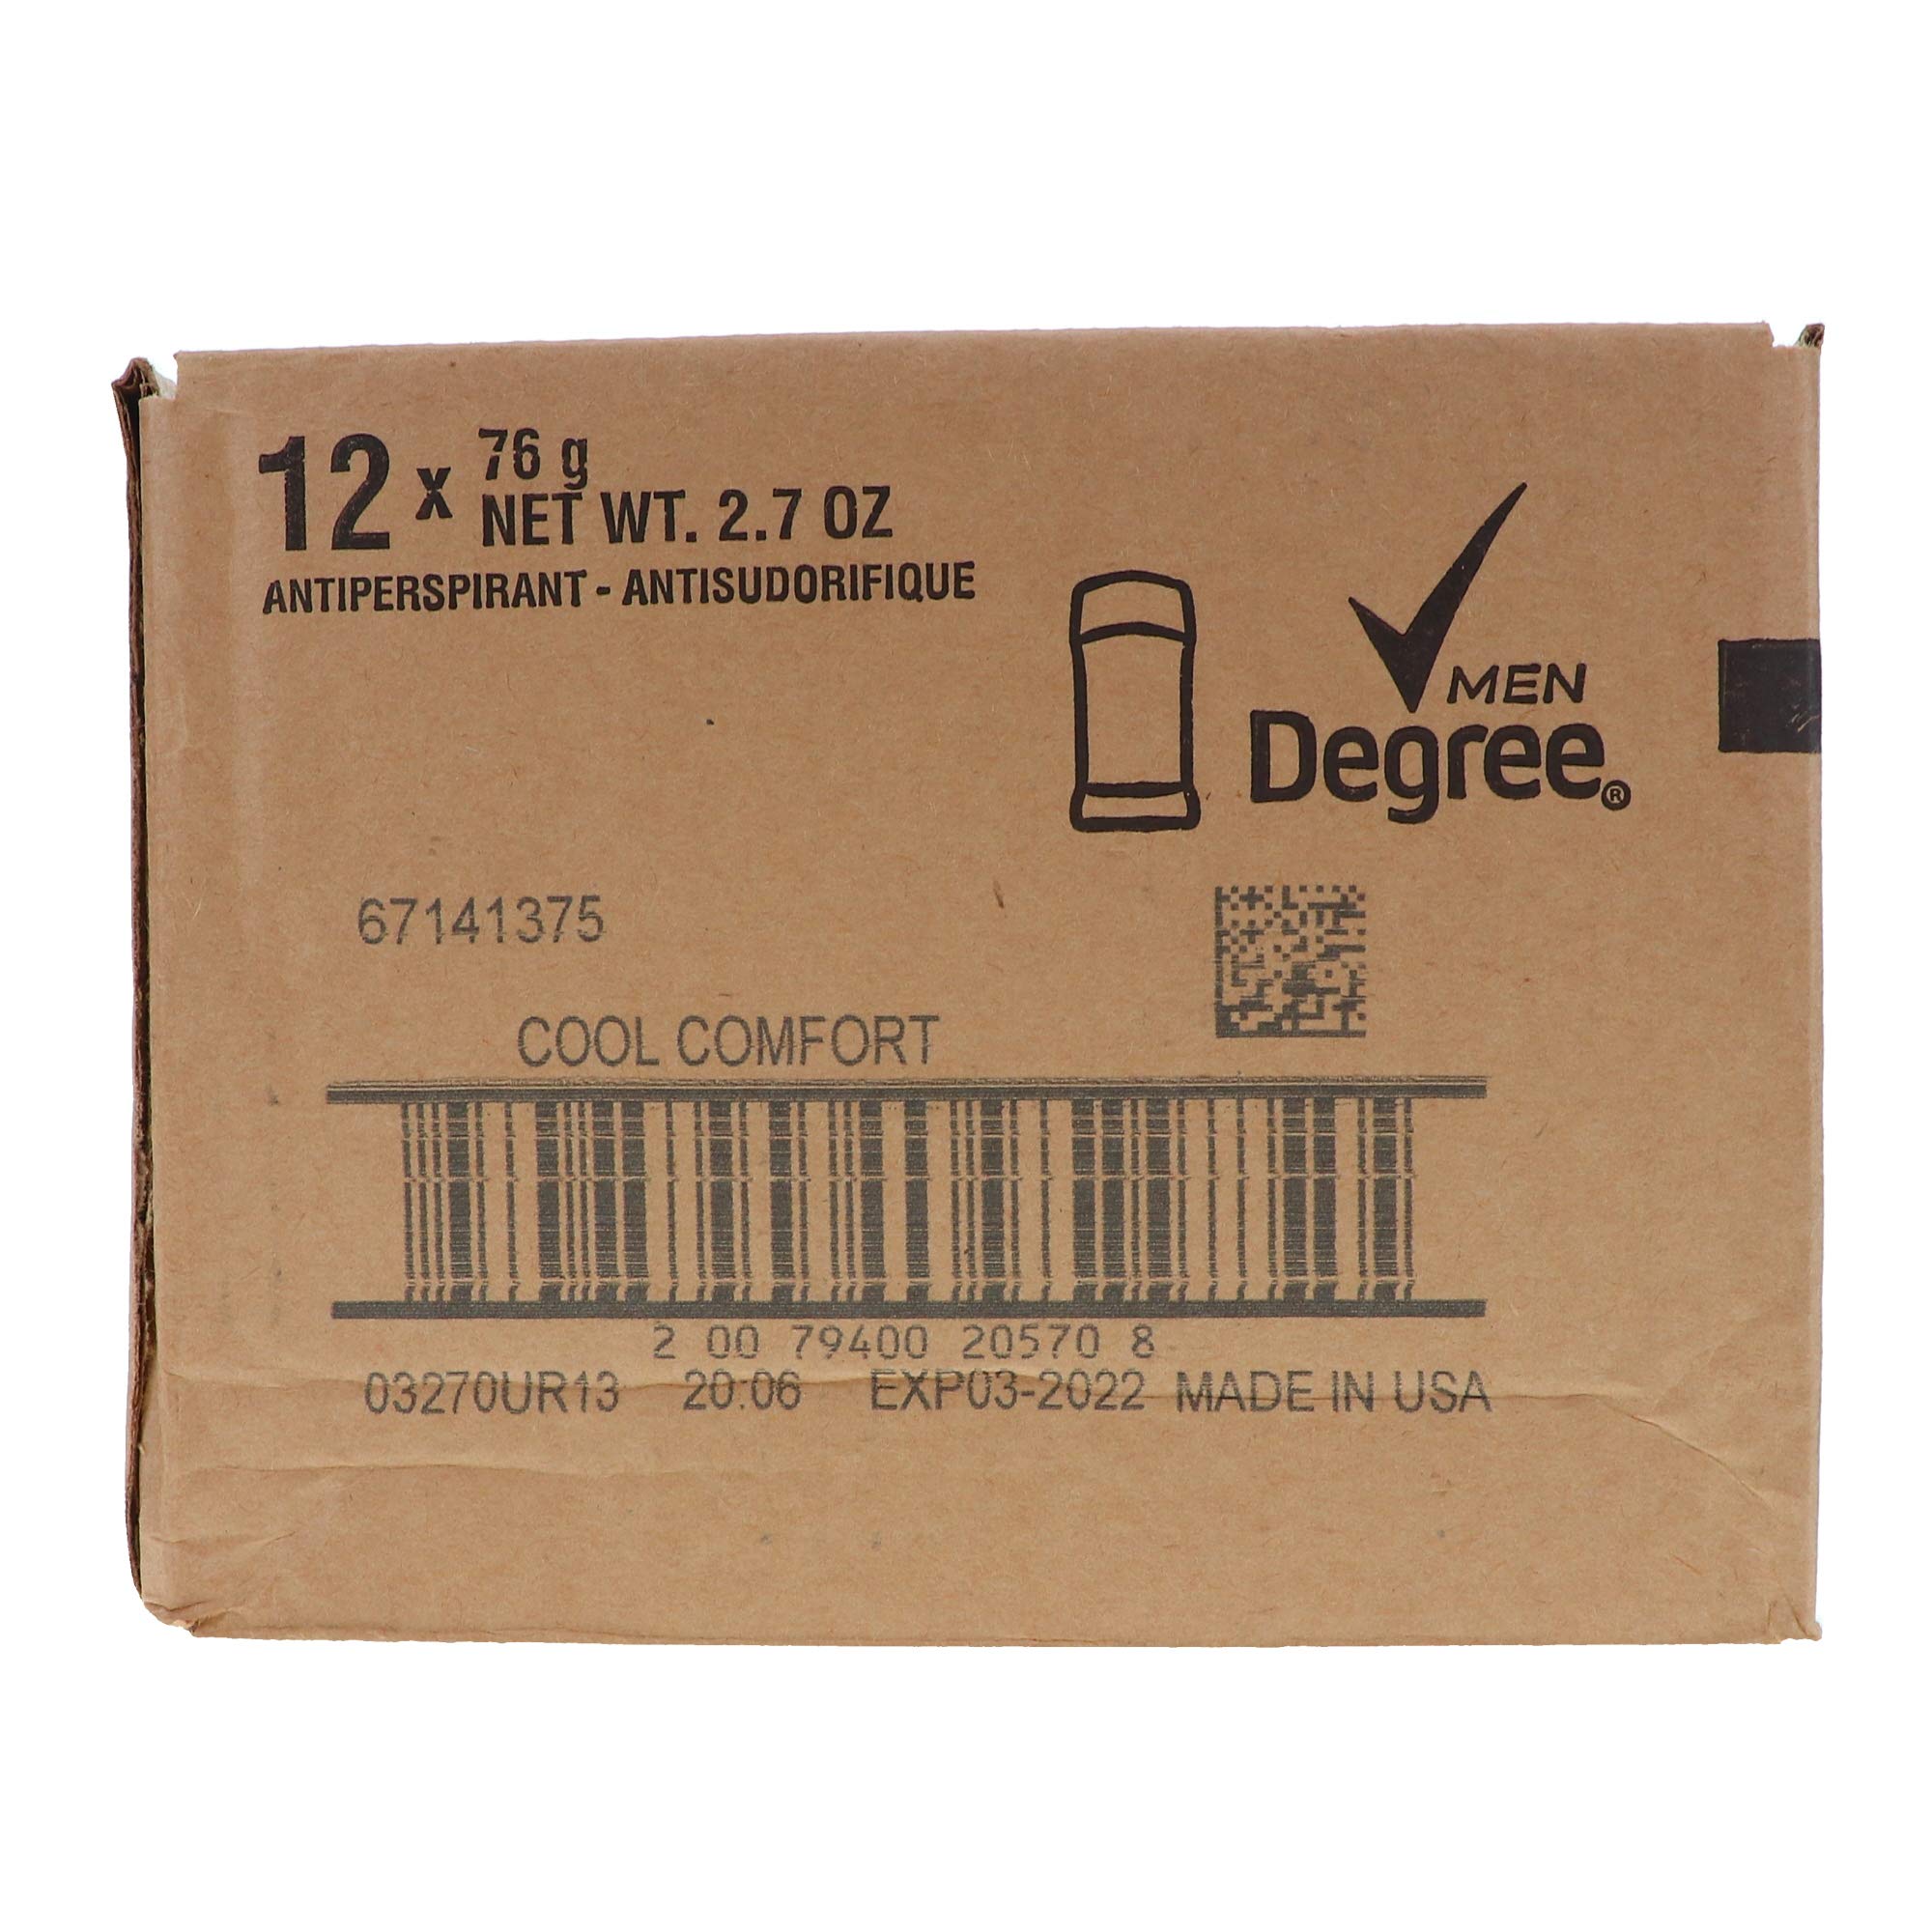 12 x 76 g
NET WT. 2.7 OZ
ANTIPERSPIRANT - ANTISUDORIFIQUE
MEN
Degree®
67141375
COOL COMFORT
2 00 79400 20570 8
03270UR13 20:06 EXP03-2022 MADE IN USA